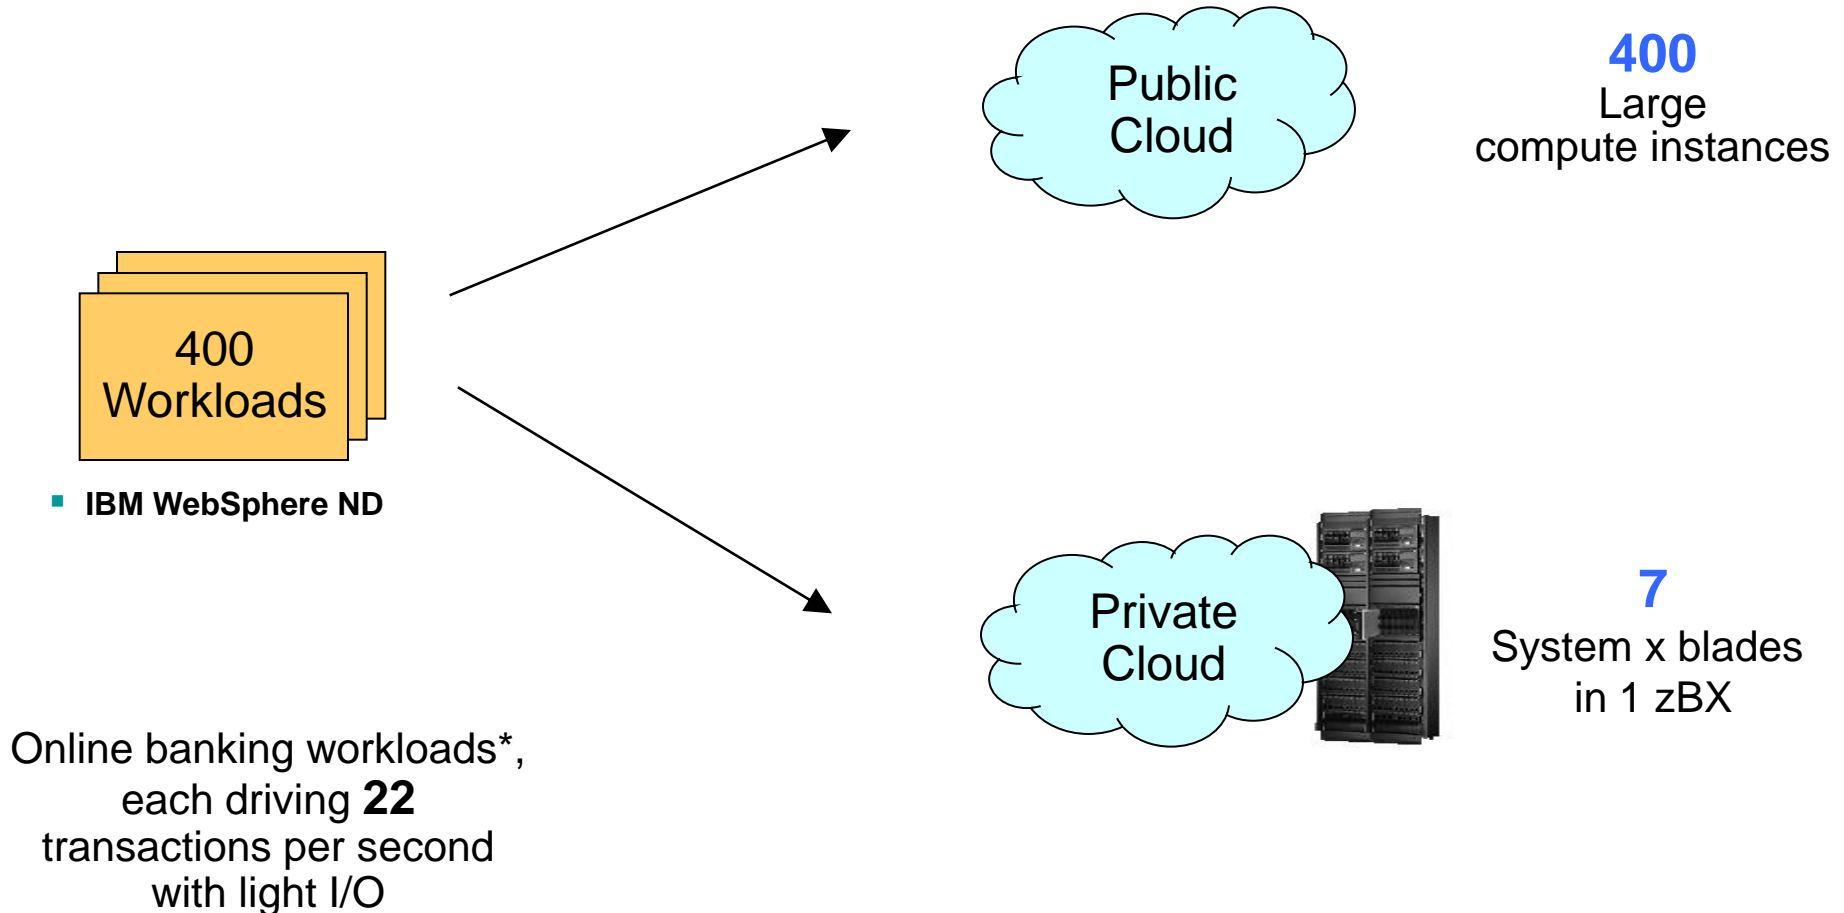 Public
Cloud
400
Large
compute instances
400
Workloads
▪ IBM WebSphere ND
Private
Cloud
7
System x blades
in 1 zBX
Online banking workloads*,
each driving 22
transactions per second
with light I/O